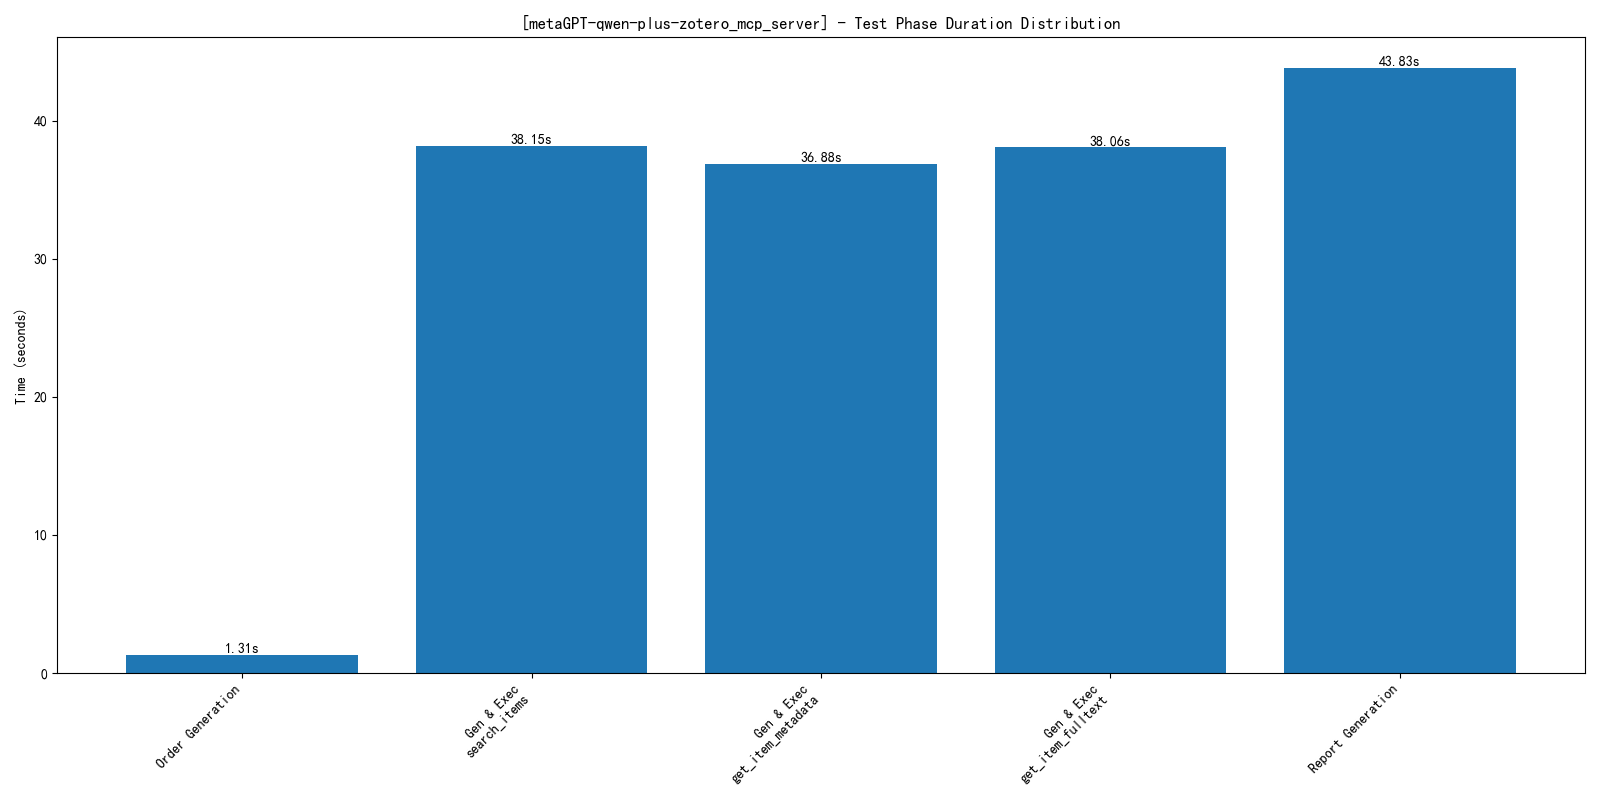 [metaGPT-qwen-plus-zotero_mcp_server] - Test Phase Duration Distribution
Time (seconds)
40
30
20
10
0
1.31s
38.15s
36.88s
38.06s
43.83s
Order Generation
Gen & Exec
search_items
Gen & Exec
get_item_metadata
Gen & Exec
get_item_fulltext
Report Generation